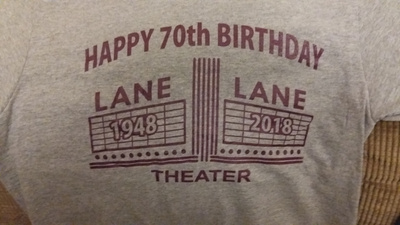 HAPPY 70th BIRTHDAY
LANE LANE
1948 2018
THEATER